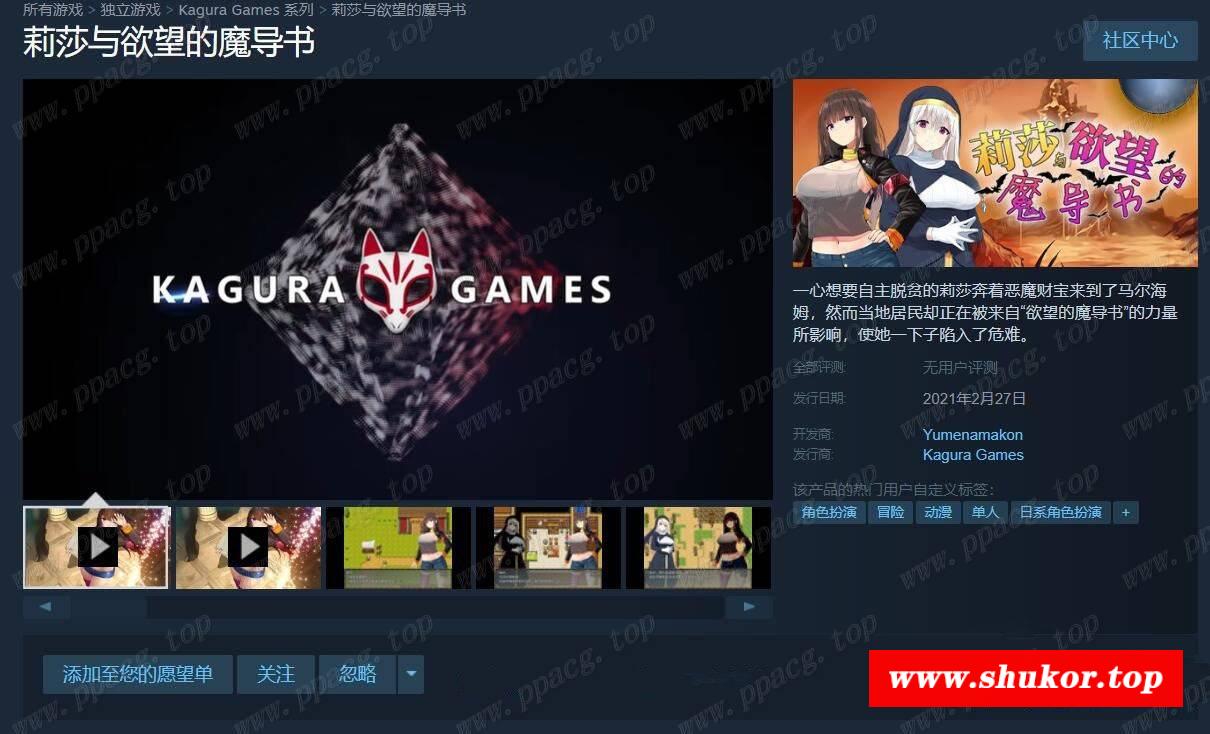 所有游戏 > 独立游戏 > Kagura Games 系列 > 莉莎与欲望的魔导书
莉莎与欲望的魔导书
社区中心
KAGURA GAMES
莉莎与欲望的魔导书
一心想要自主脱贫的莉莎奔着恶魔财宝来到了马尔海
姆，然而当地居民却正在被来自“欲望的魔导书”的力量
所影响，使她一下子陷入了危难。
全部评测: 无用户评测
发行日期: 2021年2月27日
开发商: Yumenamakon
发行商: Kagura Games
该产品的热门用户自定义标签:
角色扮演 冒险 动漫 单人 日系角色扮演 +
添加至您的愿望单 关注 忽略
www.shukor.top
www.ppacg.top